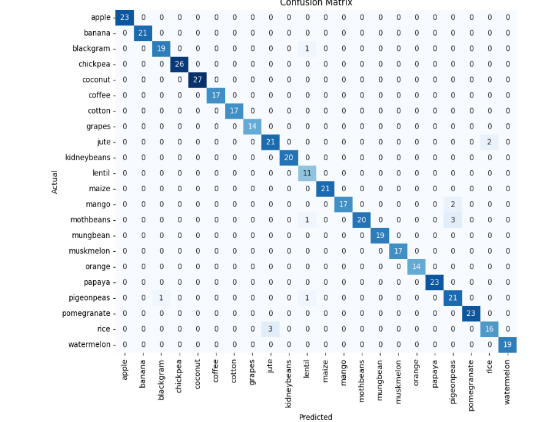 Confusion Matrix
apple 23 0 0 0 0 0 0 0 0 0 0 0 0 0 0 0 0 0 0 0 0 0
banana 0 21 0 0 0 0 0 0 0 0 0 0 0 0 0 0 0 0 0 0 0 0
blackgram 0 0 19 0 0 0 0 0 0 0 1 0 0 0 0 0 0 0 0 0 0 0
chickpea 0 0 0 26 0 0 0 0 0 0 0 0 0 0 0 0 0 0 0 0 0 0
coconut 0 0 0 0 27 0 0 0 0 0 0 0 0 0 0 0 0 0 0 0 0 0
coffee 0 0 0 0 0 17 0 0 0 0 0 0 0 0 0 0 0 0 0 0 0 0
cotton 0 0 0 0 0 0 17 0 0 0 0 0 0 0 0 0 0 0 0 0 0 0
grapes 0 0 0 0 0 0 0 14 0 0 0 0 0 0 0 0 0 0 0 0 0 0
jute 0 0 0 0 0 0 0 0 21 0 0 0 0 0 0 0 0 0 0 0 2 0
kidneybeans 0 0 0 0 0 0 0 0 0 20 0 0 0 0 0 0 0 0 0 0 0 0
lentil 0 0 0 0 0 0 0 0 0 0 11 0 0 0 0 0 0 0 0 0 0 0
maize 0 0 0 0 0 0 0 0 0 0 0 21 0 0 0 0 0 0 0 0 0 0
mango 0 0 0 0 0 0 0 0 0 0 0 0 17 0 0 0 0 0 2 0 0 0
mothbeans 0 0 0 0 0 0 0 0 0 0 1 0 0 20 0 0 0 0 3 0 0 0
mungbean 0 0 0 0 0 0 0 0 0 0 0 0 0 0 19 0 0 0 0 0 0 0
muskmelon 0 0 0 0 0 0 0 0 0 0 0 0 0 0 0 17 0 0 0 0 0 0
orange 0 0 0 0 0 0 0 0 0 0 0 0 0 0 0 0 14 0 0 0 0 0
papaya 0 0 0 0 0 0 0 0 0 0 0 0 0 0 0 0 0 23 0 0 0 0
pigeonpeas 0 0 1 0 0 0 0 0 0 0 1 0 0 0 0 0 0 0 21 0 0 0
pomegranate 0 0 0 0 0 0 0 0 0 0 0 0 0 0 0 0 0 0 0 23 0 0
rice 0 0 0 0 0 0 0 0 3 0 0 0 0 0 0 0 0 0 0 0 16 0
watermelon 0 0 0 0 0 0 0 0 0 0 0 0 0 0 0 0 0 0 0 0 0 19
Actual
apple
banana
blackgram
chickpea
coconut
coffee
cotton
grapes
jute
kidneybeans
lentil
maize
mango
mothbeans
mungbean
muskmelon
orange
papaya
pigeonpeas
pomegranate
rice
watermelon
Predicted